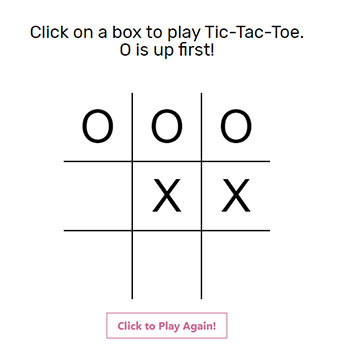 Click on a box to play Tic-Tac-Toe.
O is up first!
O O O
X X
Click to Play Again!